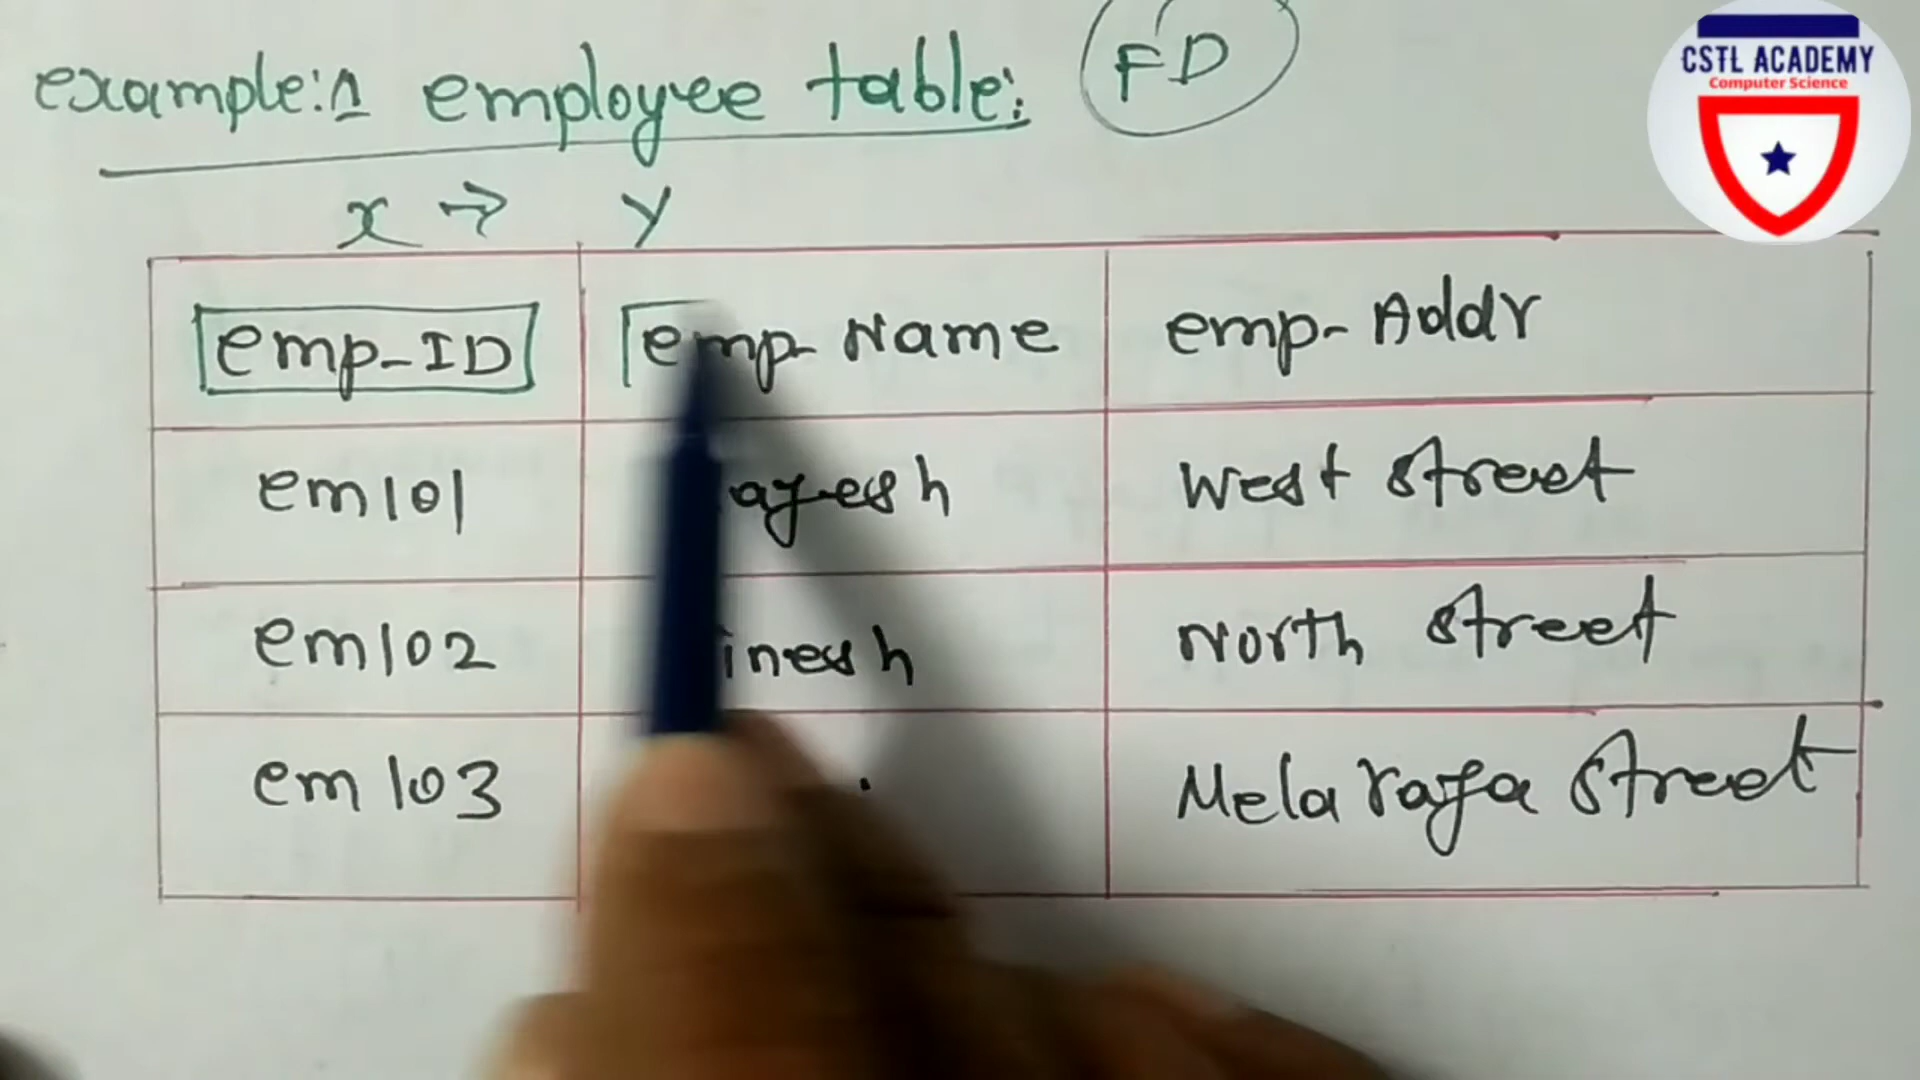 example:1 employee table: FD
CSTL ACADEMY
Computer Science
x → y
emp-ID emp-Name emp-Addr
em101 West Street
em102 North Street
em103 Mela raja Street